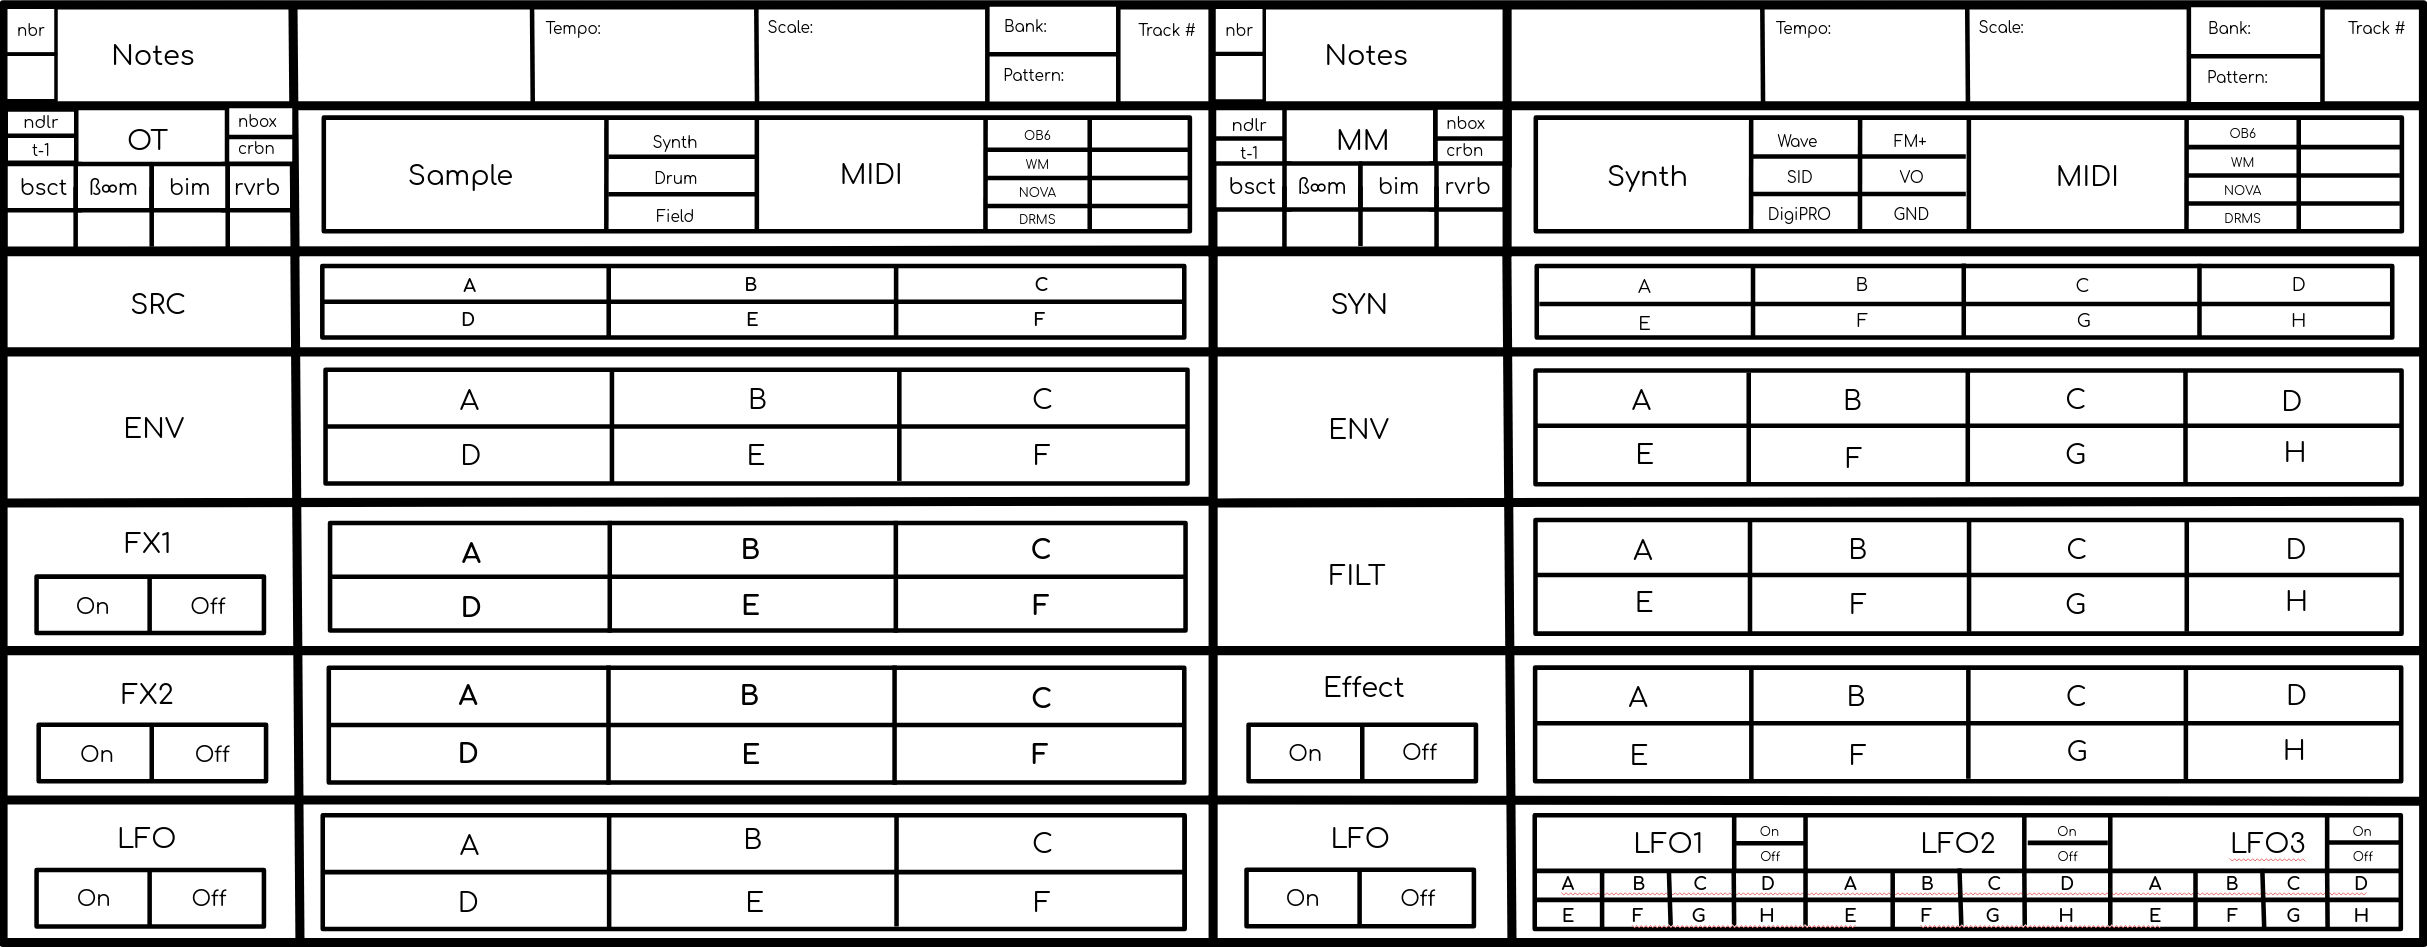 nbr
Notes
Tempo:
Scale:
Bank:
Pattern:
Track #
ndlr
t-1
OT
nbox
crbn
bsct ß∞m bim rvrb
Sample
Synth
Drum
Field
MIDI
OB6
WM
NOVA
DRMS
SRC
A B C
D E F
ENV
A B C
D E F
FX1
On Off
A B C
D E F
FX2
On Off
A B C
D E F
LFO
On Off
A B C
D E F
nbr
Notes
Tempo:
Scale:
Bank:
Pattern:
Track #
ndlr
t-1
MM
nbox
crbn
bsct ß∞m bim rvrb
Synth
Wave FM+
SID VO
DigiPRO GND
MIDI
OB6
WM
NOVA
DRMS
SYN
A B C D
E F G H
ENV
A B C D
E F G H
FILT
A B C D
E F G H
Effect
On Off
A B C D
E F G H
LFO
On Off
LFO1
On
Off
LFO2
On
Off
LFO3
On
Off
A B C D A B C D A B C D
E F G H E F G H E F G H